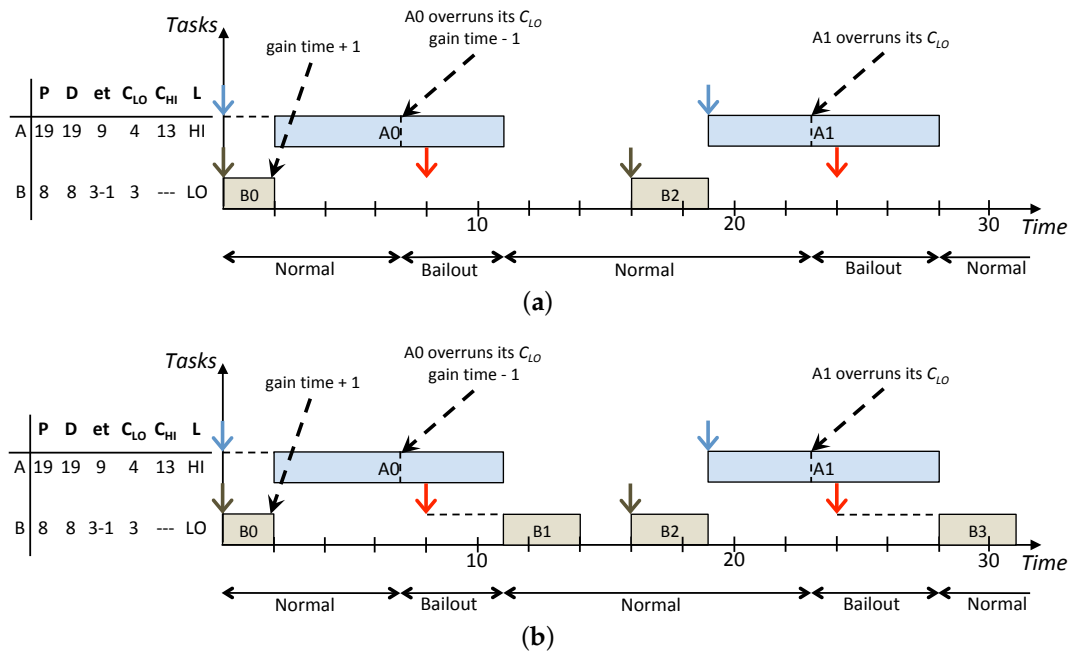 Tasks
A0 overruns its C_LO
gain time - 1
gain time + 1
A1 overruns its C_LO
P D et C_LO C_HI L
A 19 19 9 4 13 HI
A0
A1
B 8 8 3-1 3 --- LO
B0
B2
10 20 30
Time
Normal Bailout Normal Bailout Normal
(a)
Tasks
A0 overruns its C_LO
gain time - 1
gain time + 1
A1 overruns its C_LO
P D et C_LO C_HI L
A 19 19 9 4 13 HI
A0
A1
B 8 8 3-1 3 --- LO
B0
B1
B2
B3
10 20 30
Time
Normal Bailout Normal Bailout Normal
(b)